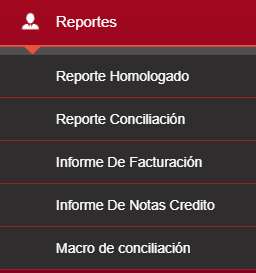 Reportes
Reporte Homologado
Reporte Conciliación
Informe De Facturación
Informe De Notas Credito
Macro de conciliación